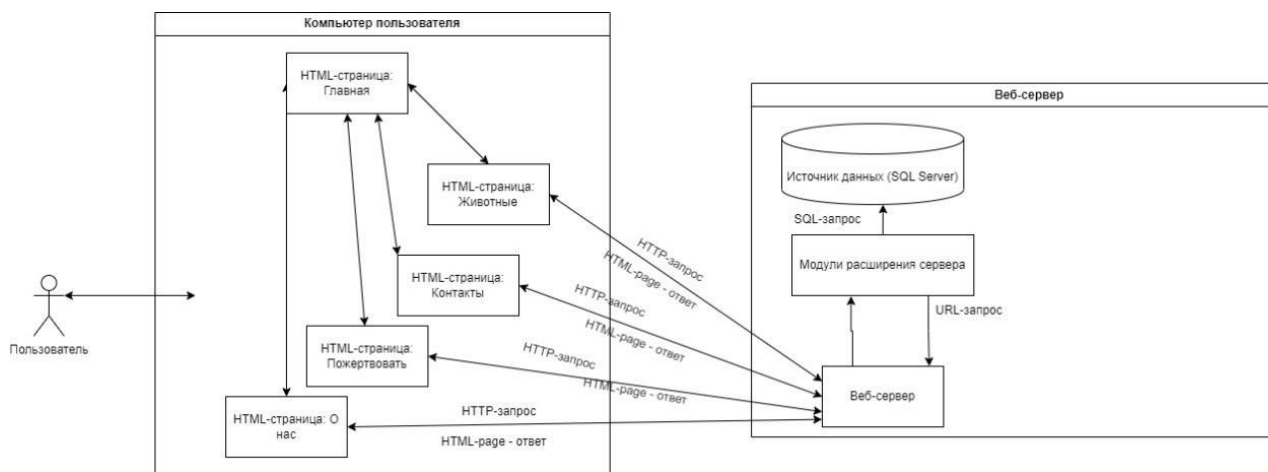 Компьютер пользователя
HTML-страница:
Главная
Веб-сервер
Источник данных (SQL Server)
HTML-страница:
Животные
SQL-запрос
HTTP-запрос
Модули расширения сервера
HTML-page - ответ
HTML-страница:
Контакты
HTTP-запрос
URL-запрос
HTML-page - ответ
Пользователь
HTML-страница:
Пожертвовать
HTTP-запрос
HTML-page - ответ
Веб-сервер
HTML-страница: О
нас
HTTP-запрос
HTML-page - ответ